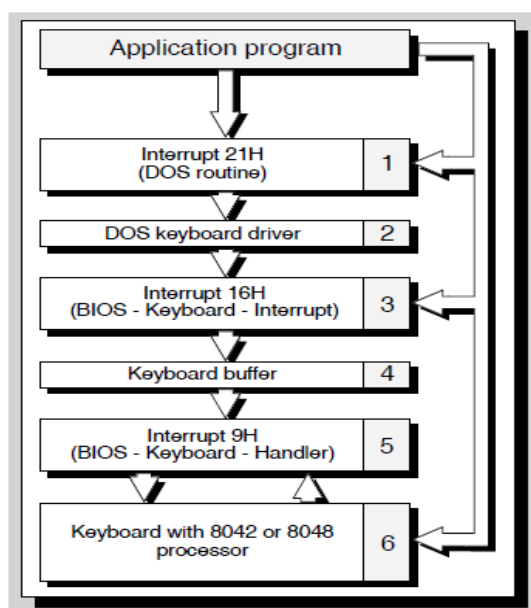 Application program
Interrupt 21H
(DOS routine)
1
DOS keyboard driver
2
Interrupt 16H
(BIOS - Keyboard - Interrupt)
3
Keyboard buffer
4
Interrupt 9H
(BIOS - Keyboard - Handler)
5
Keyboard with 8042 or 8048
processor
6